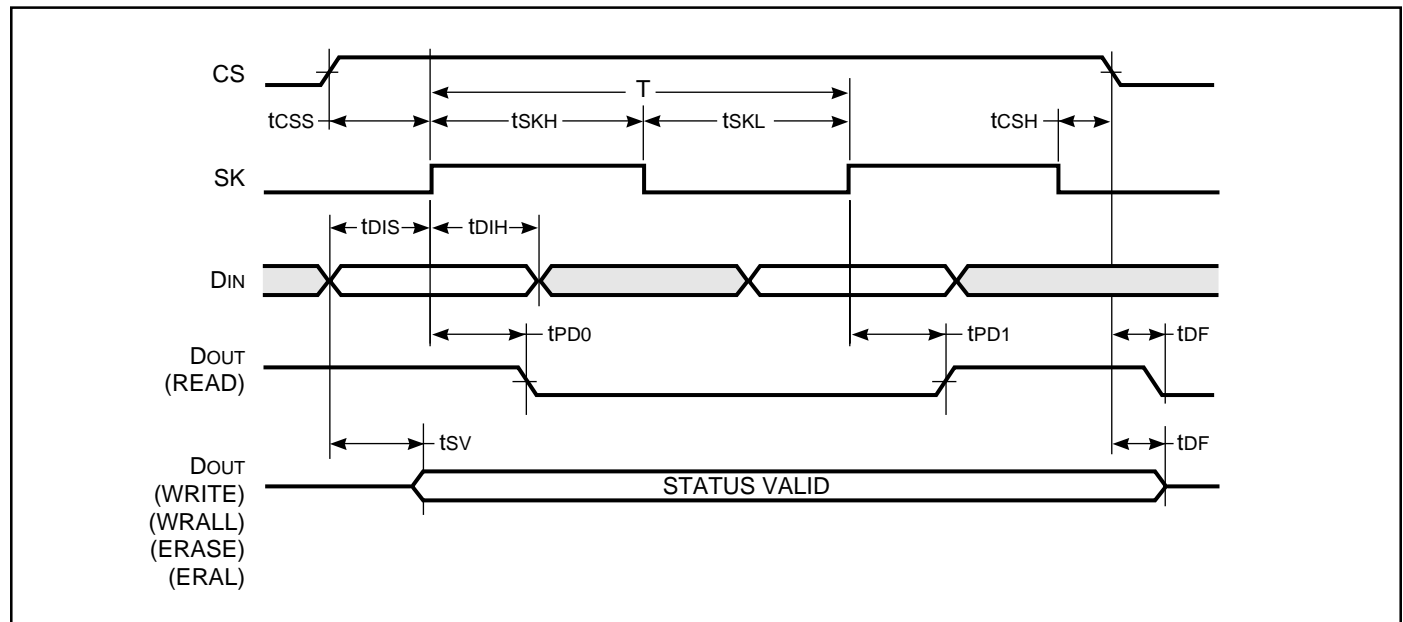 CS
T
tCSS
tSKH
tSKL
tCSH
SK
tDIS
tDIH
DIN
tPD0
tPD1
tDF
DOUT
(READ)
tSV
tDF
DOUT
(WRITE)
(WRALL)
(ERASE)
(ERAL)
STATUS VALID